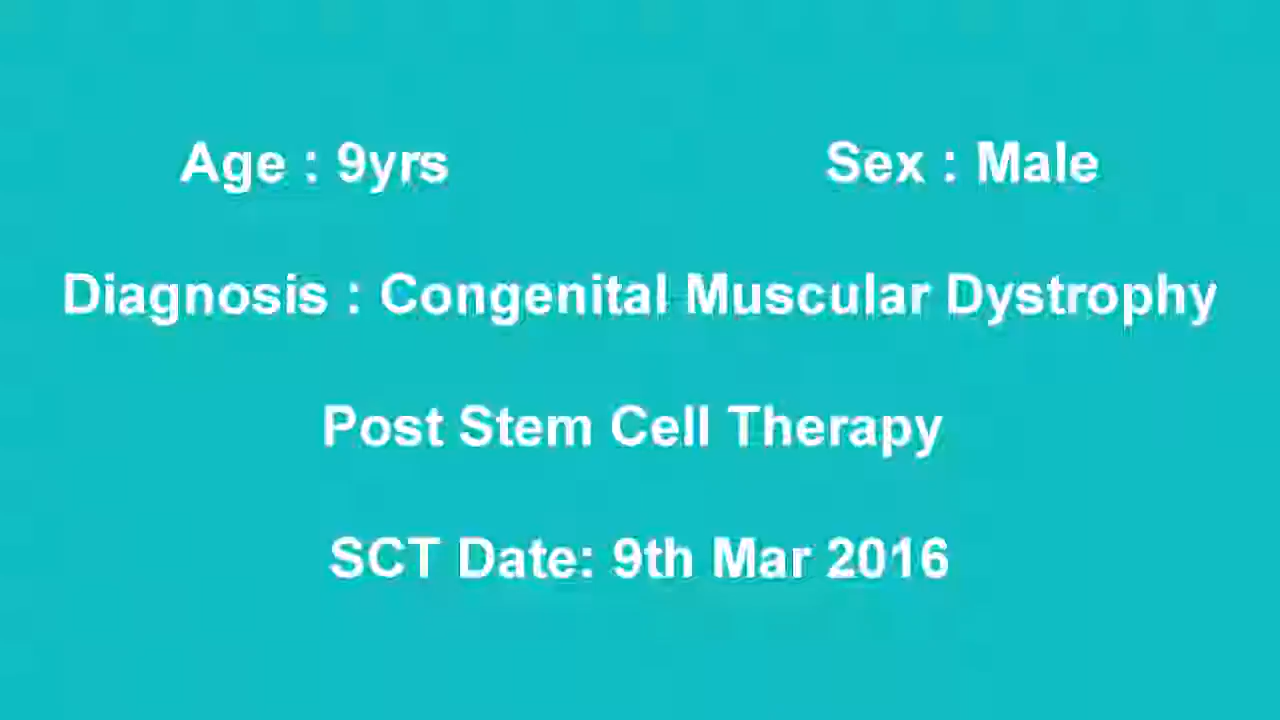 Age : 9yrs Sex : Male
Diagnosis : Congenital Muscular Dystrophy
Post Stem Cell Therapy
SCT Date: 9th Mar 2016